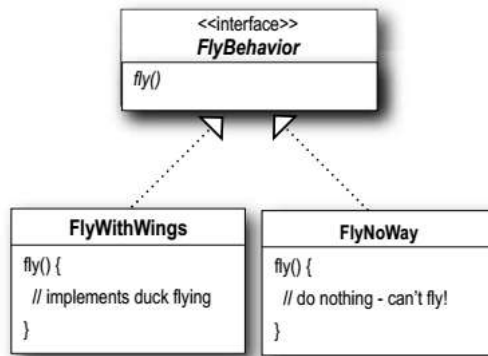 <<interface>>
FlyBehavior
fly()
FlyWithWings
fly() {
// implements duck flying
}
FlyNoWay
fly() {
// do nothing - can't fly!
}